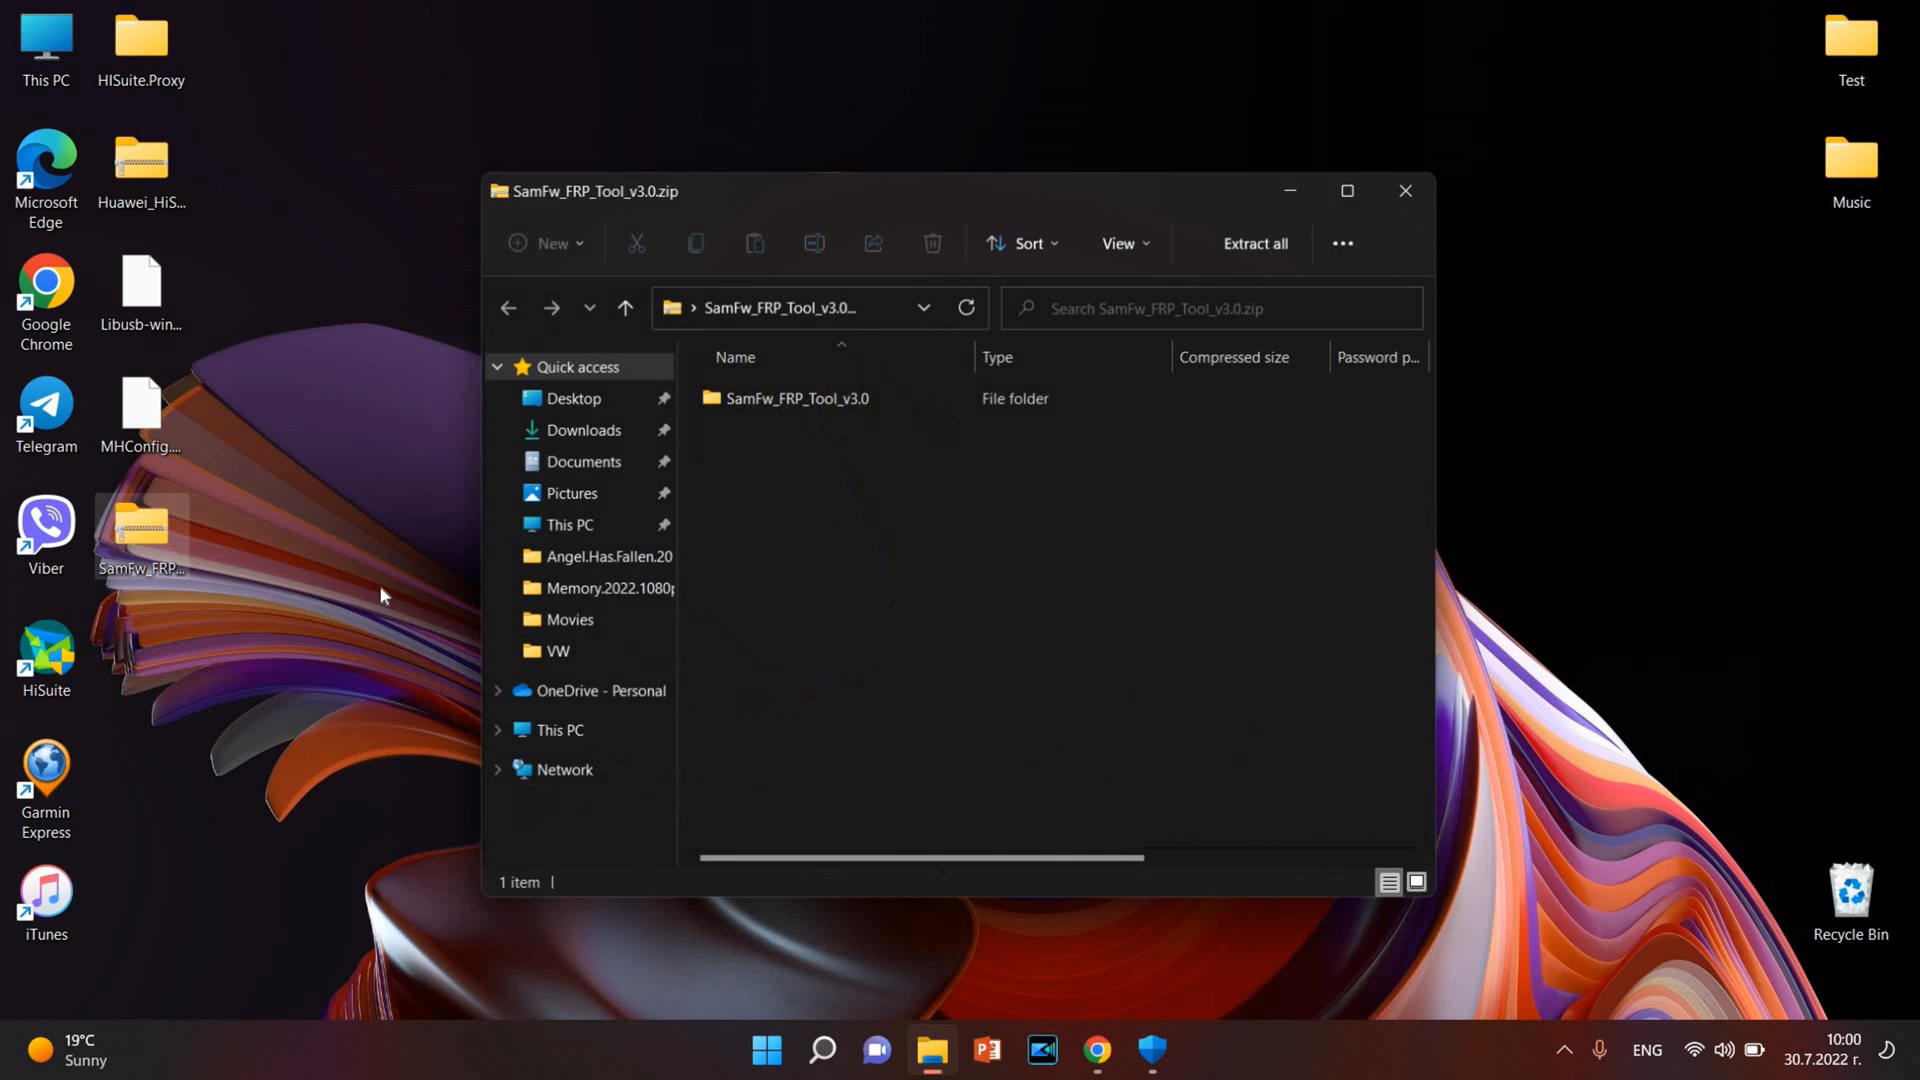 This PC
HISuite.Proxy
Test
Microsoft
Edge
Huawei_HiS...
Music
Google
Chrome
Libusb-win...
Telegram
MHConfig....
Viber
SamFw_FRP...
HiSuite
Garmin
Express
iTunes
Recycle Bin
SamFw_FRP_Tool_v3.0.zip
New
Sort
View
Extract all
SamFw_FRP_Tool_v3.0...
Search SamFw_FRP_Tool_v3.0.zip
Name
Type
Compressed size
Password p...
Quick access
Desktop
Downloads
Documents
Pictures
This PC
Angel.Has.Fallen.20
Memory.2022.1080p
Movies
VW
OneDrive - Personal
This PC
Network
SamFw_FRP_Tool_v3.0
File folder
1 item
19°C
Sunny
ENG
10:00
30.7.2022 г.